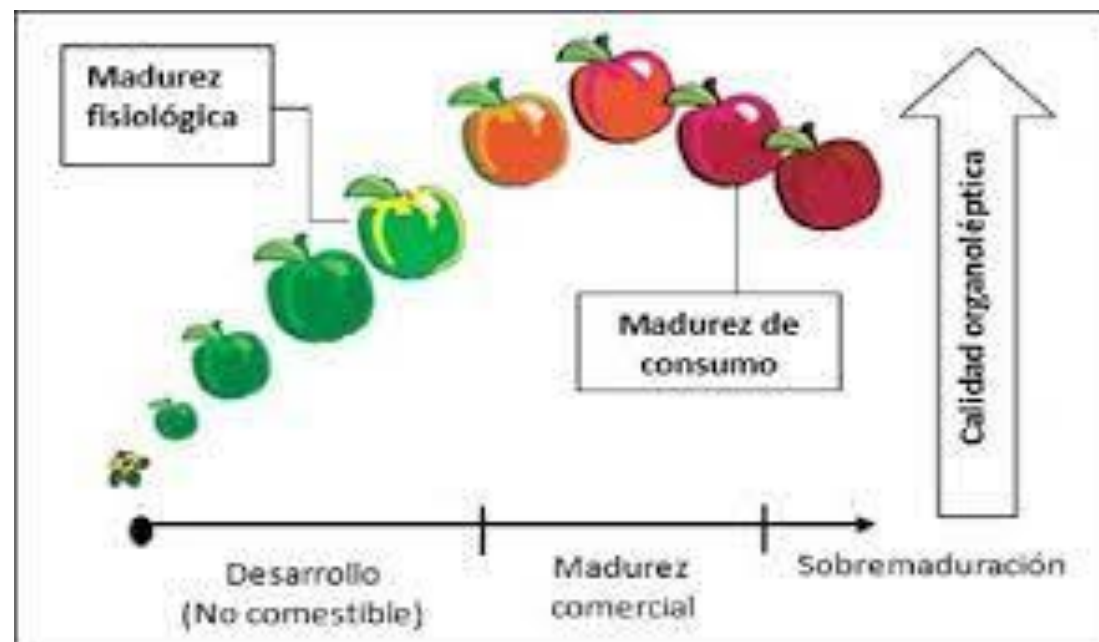 Madurez
fisiológica
Madurez de
consumo
Calidad organoléptica
Desarrollo
(No comestible)
Madurez
comercial
Sobremaduración